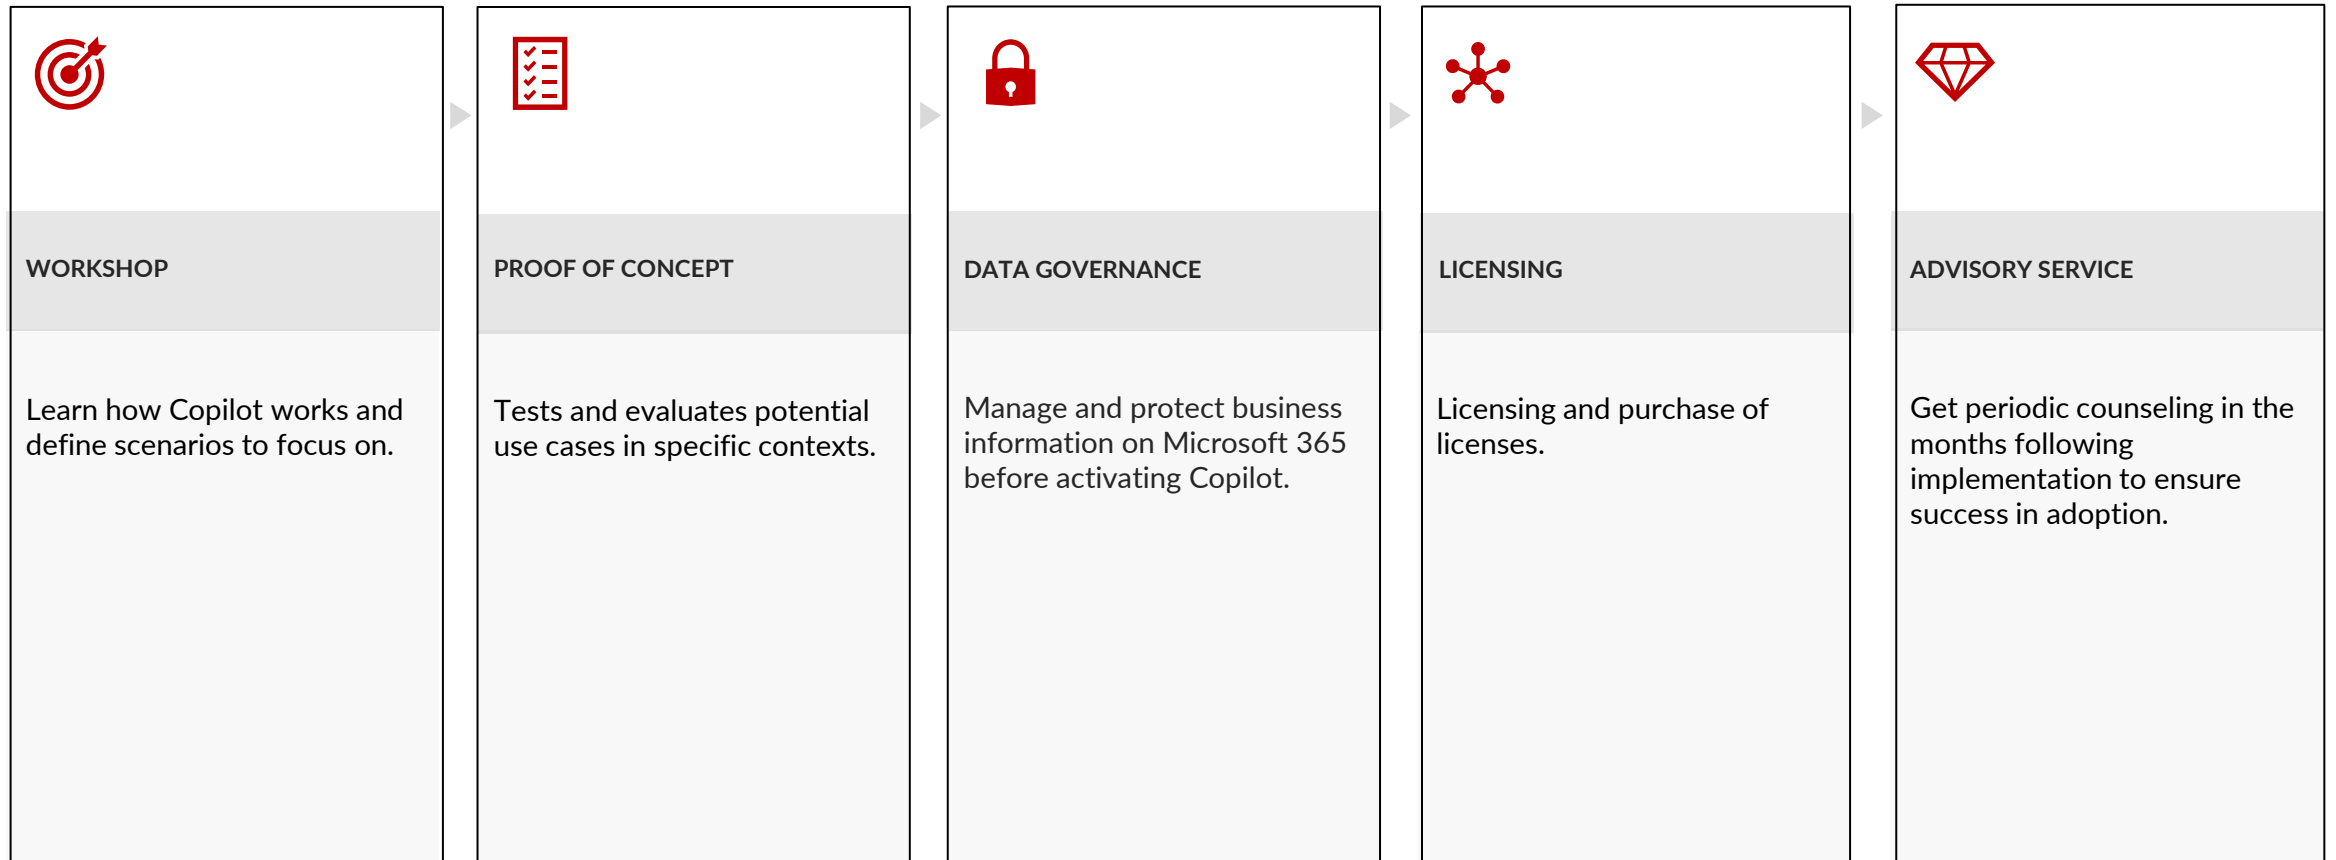 WORKSHOP
Learn how Copilot works and
define scenarios to focus on.
PROOF OF CONCEPT
Tests and evaluates potential
use cases in specific contexts.
DATA GOVERNANCE
Manage and protect business
information on Microsoft 365
before activating Copilot.
LICENSING
Licensing and purchase of
licenses.
ADVISORY SERVICE
Get periodic counseling in the
months following
implementation to ensure
success in adoption.